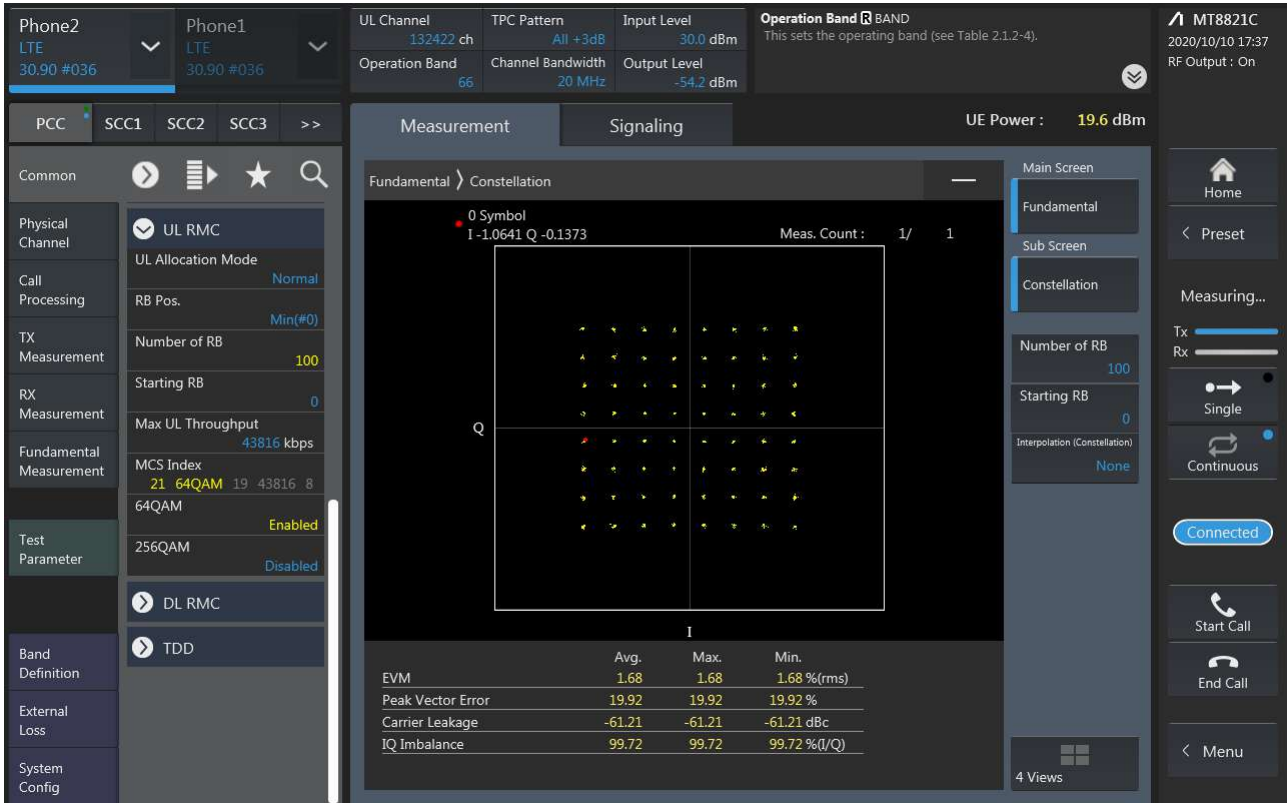 Phone2
LTE
30.90 #036
Phone1
LTE
30.90 #036
UL Channel
132422 ch
TPC Pattern
All +3dB
Input Level
30.0 dBm
Operation Band
66
Channel Bandwidth
20 MHz
Output Level
-54.2 dBm
Operation Band R BAND
This sets the operating band (see Table 2.1.2-4).
MT8821C
2020/10/10 17:37
RF Output : On
PCC SCC1 SCC2 SCC3 >>
Measurement
Signaling
UE Power : 19.6 dBm
Common
Physical
Channel
Call
Processing
TX
Measurement
RX
Measurement
Fundamental
Measurement
Test
Parameter
Band
Definition
External
Loss
System
Config
UL RMC
UL Allocation Mode
Normal
RB Pos.
Min(#0)
Number of RB
100
Starting RB
0
Max UL Throughput
43816 kbps
MCS Index
21 64QAM 19 43816 8
64QAM
Enabled
256QAM
Disabled
DL RMC
TDD
Fundamental 〉 Constellation
0 Symbol
I -1.0641 Q -0.1373
Meas. Count : 1/ 1
Q
I
Avg. Max. Min.
EVM 1.68 1.68 1.68 %(rms)
Peak Vector Error 19.92 19.92 19.92 %
Carrier Leakage -61.21 -61.21 -61.21 dBc
IQ Imbalance 99.72 99.72 99.72 %(I/Q)
Main Screen
Fundamental
Sub Screen
Constellation
Number of RB
100
Starting RB
0
Interpolation (Constellation)
None
4 Views
Home
< Preset
Measuring...
Tx
Rx
Single
Continuous
Connected
Start Call
End Call
< Menu